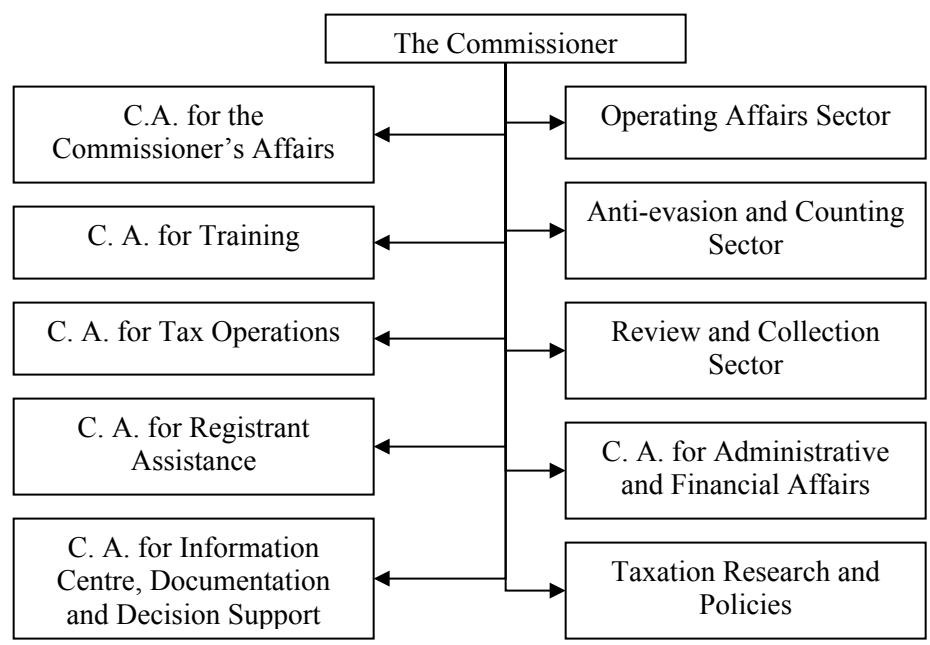 The Commissioner
C.A. for the
Commissioner's Affairs
Operating Affairs Sector
C. A. for Training
Anti-evasion and Counting
Sector
C. A. for Tax Operations
Review and Collection
Sector
C. A. for Registrant
Assistance
C. A. for Administrative
and Financial Affairs
C. A. for Information
Centre, Documentation
and Decision Support
Taxation Research and
Policies